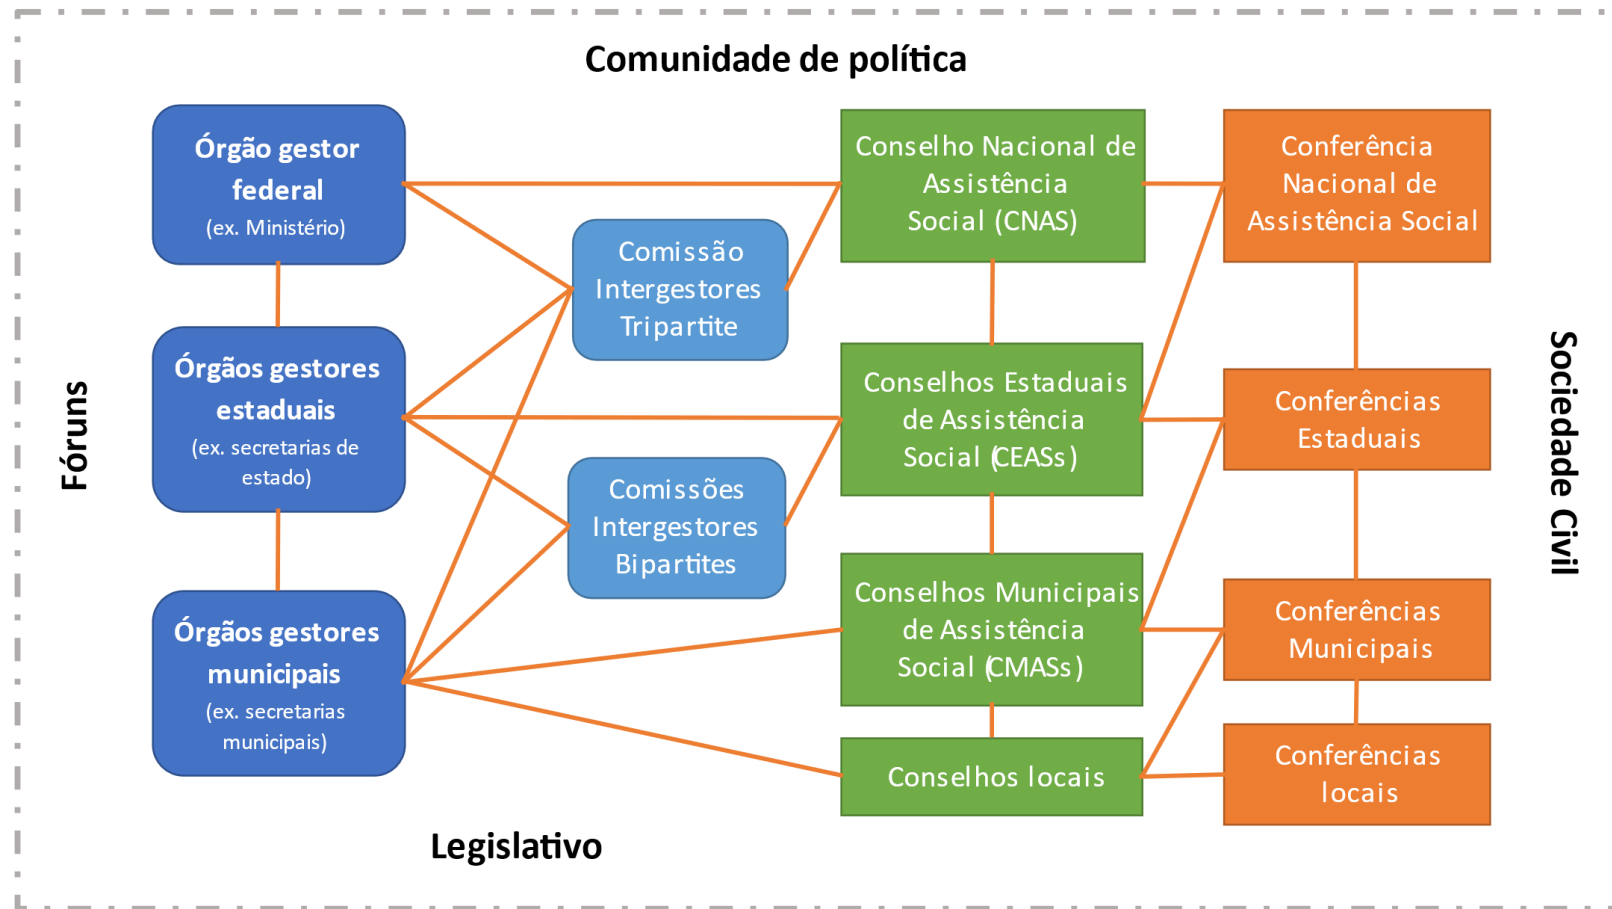 Comunidade de política
Órgão gestor
federal
(ex. Ministério)
Conselho Nacional de
Assistência
Social (CNAS)
Conferência
Nacional de
Assistência Social
Comissão
Intergestores
Tripartite
Órgãos gestores
estaduais
(ex. secretarias de
estado)
Conselhos Estaduais
de Assistência
Social (CEASs)
Conferências
Estaduais
Fóruns
Sociedade Civil
Comissões
Intergestores
Bipartites
Órgãos gestores
municipais
(ex. secretarias
municipais)
Conselhos Municipais
de Assistência
Social (CMASs)
Conferências
Municipais
Conselhos locais
Conferências
locais
Legislativo